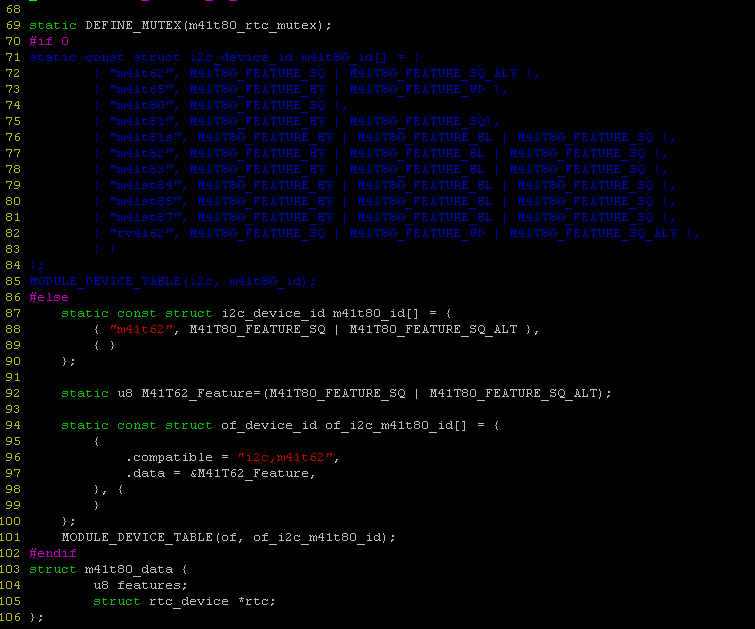 68
69 static DEFINE_MUTEX(m41t80_rtc_mutex);
70 #if 0
71 static const struct i2c_device_id m41t80_id[] = {
72         { "m41t62", M41T80_FEATURE_SQ | M41T80_FEATURE_SQ_ALT },
73         { "m41t65", M41T80_FEATURE_HT | M41T80_FEATURE_WD },
74         { "m41t80", M41T80_FEATURE_SQ },
75         { "m41t81", M41T80_FEATURE_HT | M41T80_FEATURE_SQ},
76         { "m41t81s", M41T80_FEATURE_HT | M41T80_FEATURE_BL | M41T80_FEATURE_SQ },
77         { "m41t82", M41T80_FEATURE_HT | M41T80_FEATURE_BL | M41T80_FEATURE_SQ },
78         { "m41t83", M41T80_FEATURE_HT | M41T80_FEATURE_BL | M41T80_FEATURE_SQ },
79         { "m41st84", M41T80_FEATURE_HT | M41T80_FEATURE_BL | M41T80_FEATURE_SQ },
80         { "m41st85", M41T80_FEATURE_HT | M41T80_FEATURE_BL | M41T80_FEATURE_SQ },
81         { "m41st87", M41T80_FEATURE_HT | M41T80_FEATURE_BL | M41T80_FEATURE_SQ },
82         { "rv4162", M41T80_FEATURE_SQ | M41T80_FEATURE_WD | M41T80_FEATURE_SQ_ALT },
83         { }
84 };
85 MODULE_DEVICE_TABLE(i2c, m41t80_id);
86 #else
87     static const struct i2c_device_id m41t80_id[] = {
88         { "m41t62", M41T80_FEATURE_SQ | M41T80_FEATURE_SQ_ALT },
89         { }
90     };
91
92     static u8 M41T62_Feature=(M41T80_FEATURE_SQ | M41T80_FEATURE_SQ_ALT);
93
94     static const struct of_device_id of_i2c_m41t80_id[] = {
95         {
96             .compatible = "i2c,m41t62",
97             .data = &M41T62_Feature,
98         }, {
99         }
100     };
101     MODULE_DEVICE_TABLE(of, of_i2c_m41t80_id);
102 #endif
103 struct m41t80_data {
104         u8 features;
105         struct rtc_device *rtc;
106 };